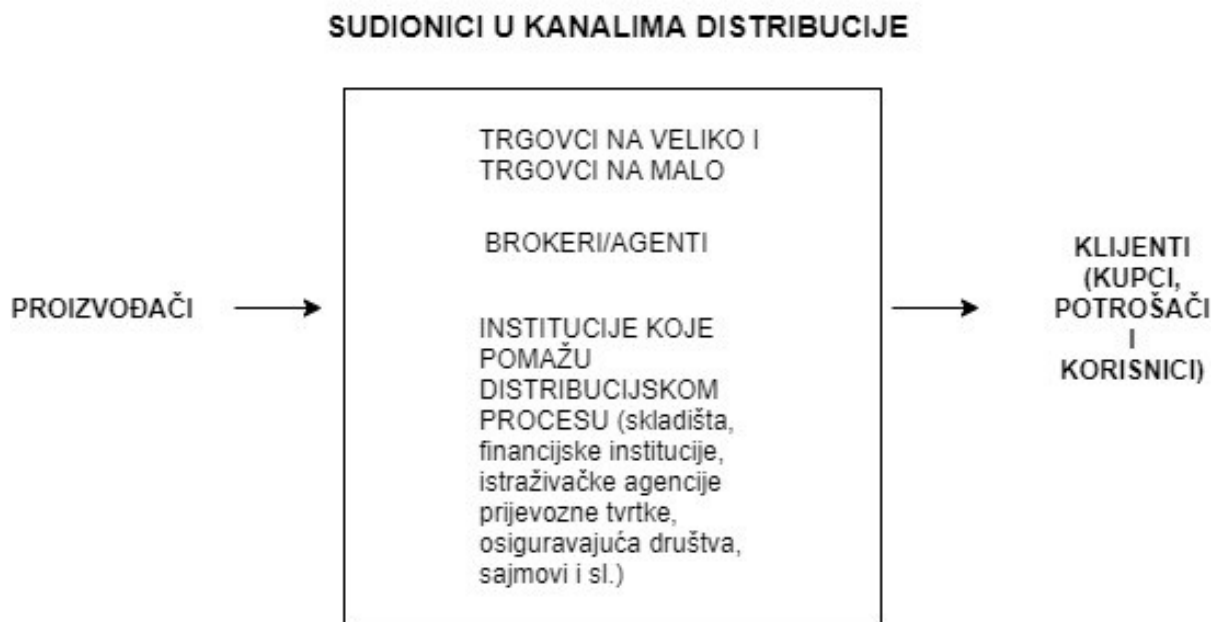 SUDIONICI U KANALIMA DISTRIBUCIJE
PROIZVOĐAČI
TRGOVCI NA VELIKO I
TRGOVCI NA MALO
BROKERI/AGENTI
INSTITUCIJE KOJE
POMAŽU
DISTRIBUCIJSKOM
PROCESU (skladišta,
financijske institucije,
istraživačke agencije
prijevozne tvrtke,
osiguravajuća društva,
sajmovi i sl.)
KLIJENTI
(KUPCI,
POTROŠAČI
I
KORISNICI)